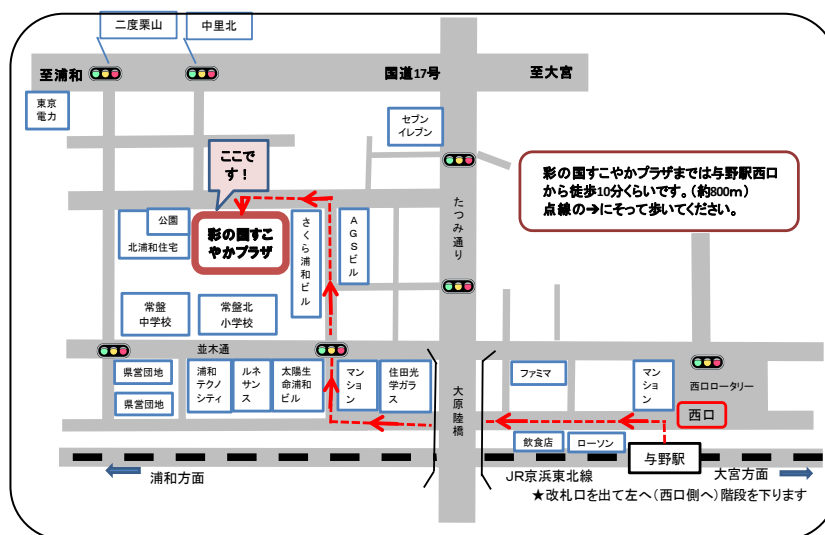 二度栗山
中里北
至浦和
国道17号
至大宮
東京
電力
セブン
イレブン
ここで
す！
彩の国すこやかプラザまでは与野駅西口
から徒歩10分くらいです。(約800m)
点線の→にそって歩いてください。
公園
北浦和住宅
彩の国すこ
やかプラザ
さくら浦和ビル
AGSビル
たつみ通り
常盤
中学校
常盤北
小学校
並木通
県営団地
県営団地
浦和
テクノ
シティ
ルネ
サンス
太陽生
命浦和
ビル
マン
ション
住田光
学ガラ
ス
大原陸橋
ファミマ
マン
ション
西口ロータリー
西口
飲食店
ローソン
与野駅
浦和方面
JR京浜東北線
大宮方面
★改札口を出て左へ(西口側へ)階段を下ります